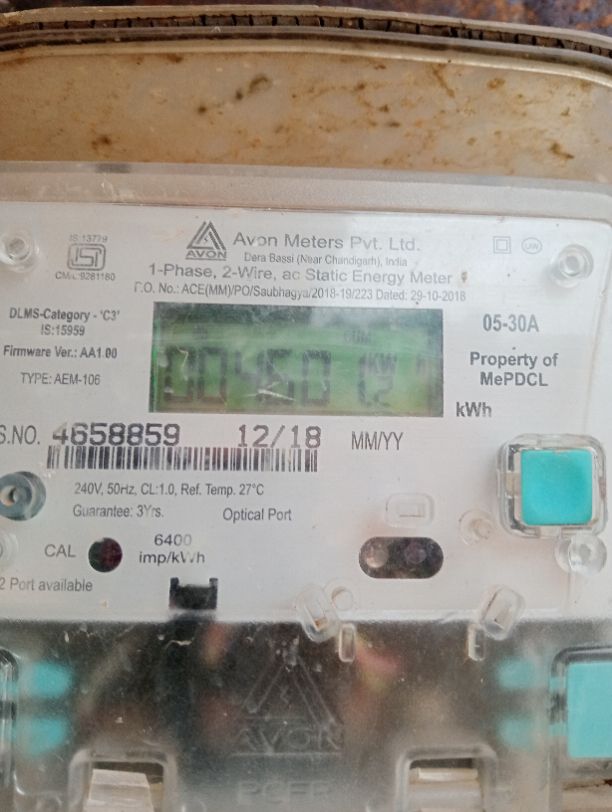 IS:13779
CM/L:9261160
AVON
Avon Meters Pvt. Ltd.
Dera Bassi (Near Chandigarh), India
1-Phase, 2-Wire, ac Static Energy Meter
P.O. No.: ACE(MM)/PO/Saubhagya/2018-19/223 Dated: 29-10-2018
DLMS-Category - 'C3'
IS:15959
Firmware Ver.: AA1.00
TYPE: AEM-106
CUM
KW
05-30A
Property of
MePDCL
kWh
S.NO. 4658859 12/18 MM/YY
240V, 50Hz, CL:1.0, Ref. Temp. 27°C
Guarantee: 3Yrs. Optical Port
CAL
6400
imp/kWh
2 Port available
AVON